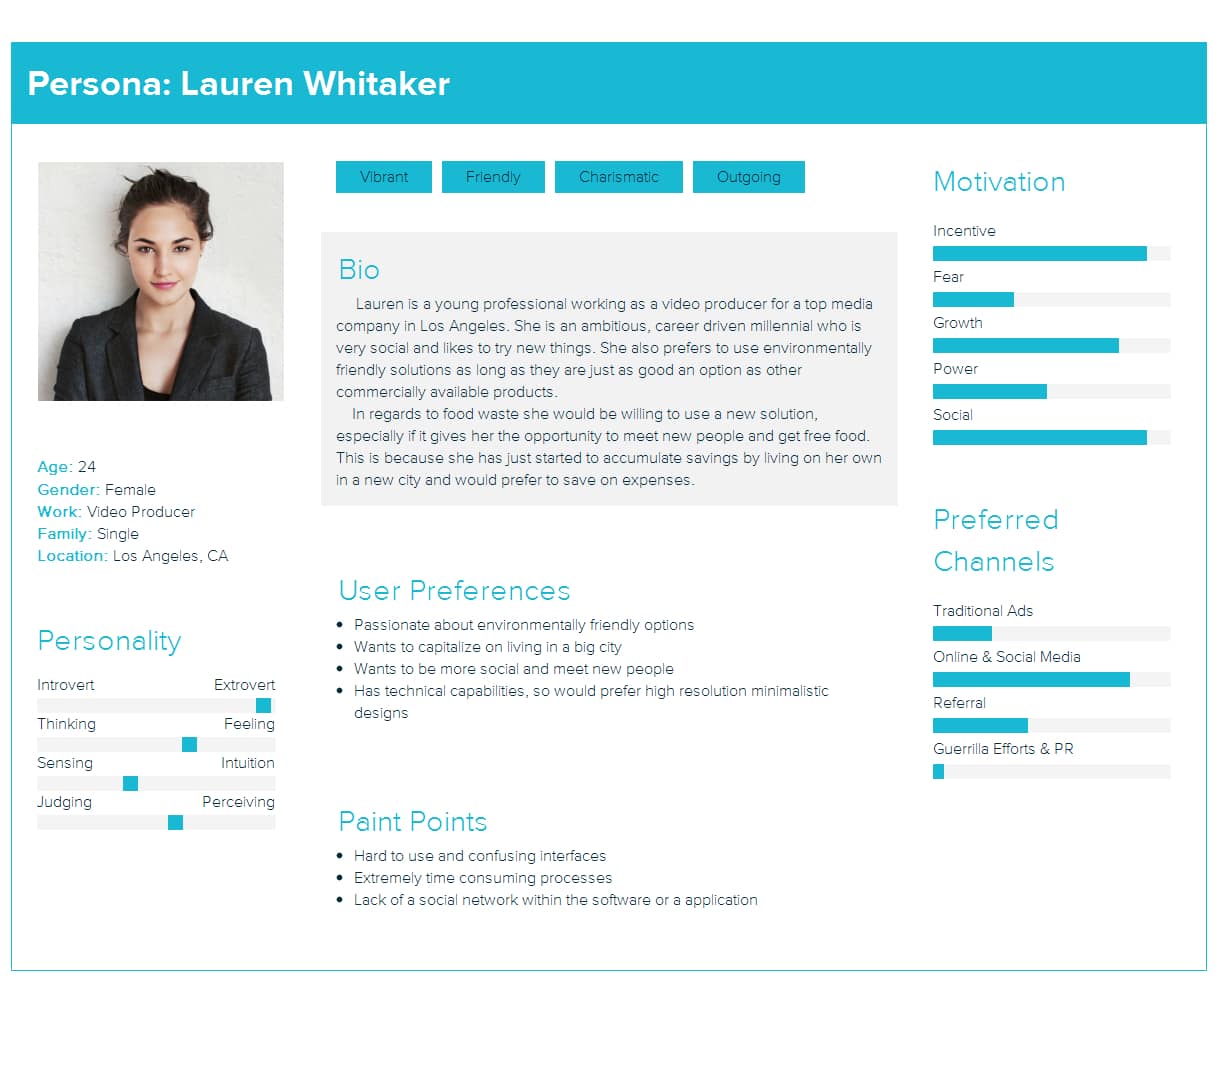 Persona: Lauren Whitaker
Vibrant
Friendly
Charismatic
Outgoing
Age: 24
Gender: Female
Work: Video Producer
Family: Single
Location: Los Angeles, CA
Personality
Introvert Extrovert
Thinking Feeling
Sensing Intuition
Judging Perceiving
Bio
Lauren is a young professional working as a video producer for a top media
company in Los Angeles. She is an ambitious, career driven millennial who is
very social and likes to try new things. She also prefers to use environmentally
friendly solutions as long as they are just as good an option as other
commercially available products.
In regards to food waste she would be willing to use a new solution,
especially if it gives her the opportunity to meet new people and get free food.
This is because she has just started to accumulate savings by living on her own
in a new city and would prefer to save on expenses.
User Preferences
Passionate about environmentally friendly options
Wants to capitalize on living in a big city
Wants to be more social and meet new people
Has technical capabilities, so would prefer high resolution minimalistic
designs
Paint Points
Hard to use and confusing interfaces
Extremely time consuming processes
Lack of a social network within the software or a application
Motivation
Incentive
Fear
Growth
Power
Social
Preferred
Channels
Traditional Ads
Online & Social Media
Referral
Guerrilla Efforts & PR